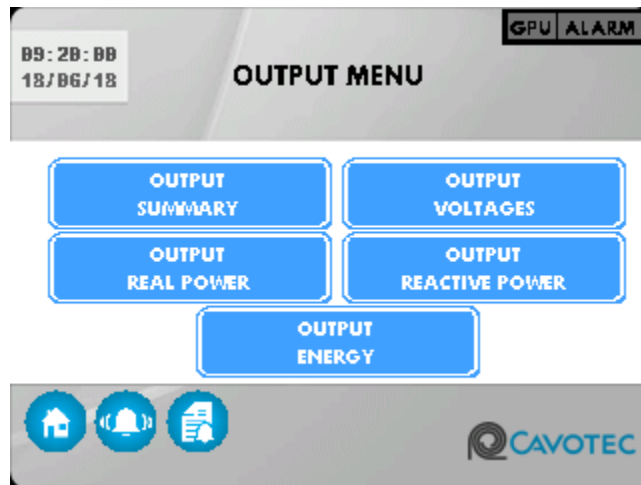 GPU ALARM
09:20:00
18/06/18
OUTPUT MENU
OUTPUT
SUMMARY
OUTPUT
VOLTAGES
OUTPUT
REAL POWER
OUTPUT
REACTIVE POWER
OUTPUT
ENERGY
CAVOTEC